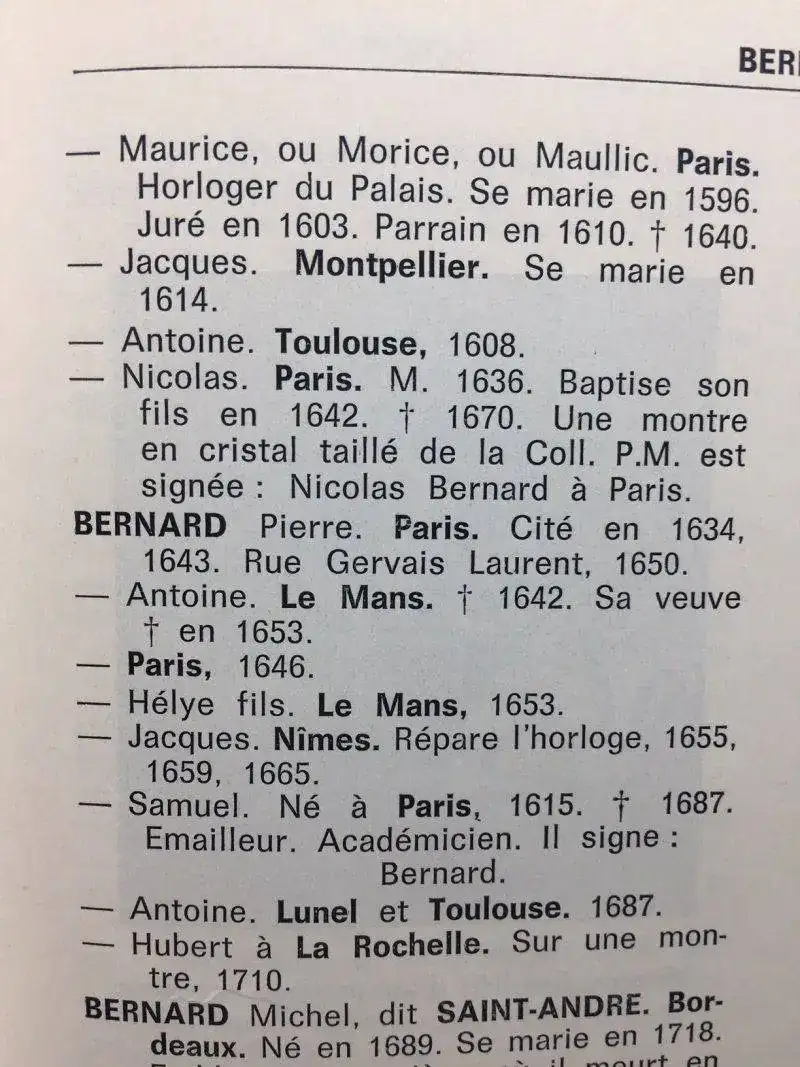 BER
— Maurice, ou Morice, ou Maullic. Paris.
Horloger du Palais. Se marie en 1596.
Juré en 1603. Parrain en 1610. † 1640.
— Jacques. Montpellier. Se marie en
1614.
— Antoine. Toulouse, 1608.
— Nicolas. Paris. M. 1636. Baptise son
fils en 1642. † 1670. Une montre
en cristal taillé de la Coll. P.M. est
signée : Nicolas Bernard à Paris.
BERNARD Pierre. Paris. Cité en 1634,
1643. Rue Gervais Laurent, 1650.
— Antoine. Le Mans. † 1642. Sa veuve
† en 1653.
— Paris, 1646.
— Hélye fils. Le Mans, 1653.
— Jacques. Nîmes. Répare l'horloge, 1655,
1659, 1665.
— Samuel. Né à Paris, 1615. † 1687.
Emailleur. Académicien. Il signe :
Bernard.
— Antoine. Lunel et Toulouse. 1687.
— Hubert à La Rochelle. Sur une mon-
tre, 1710.
BERNARD Michel, dit SAINT-ANDRE. Bor-
deaux. Né en 1689. Se marie en 1718.
il meurt en